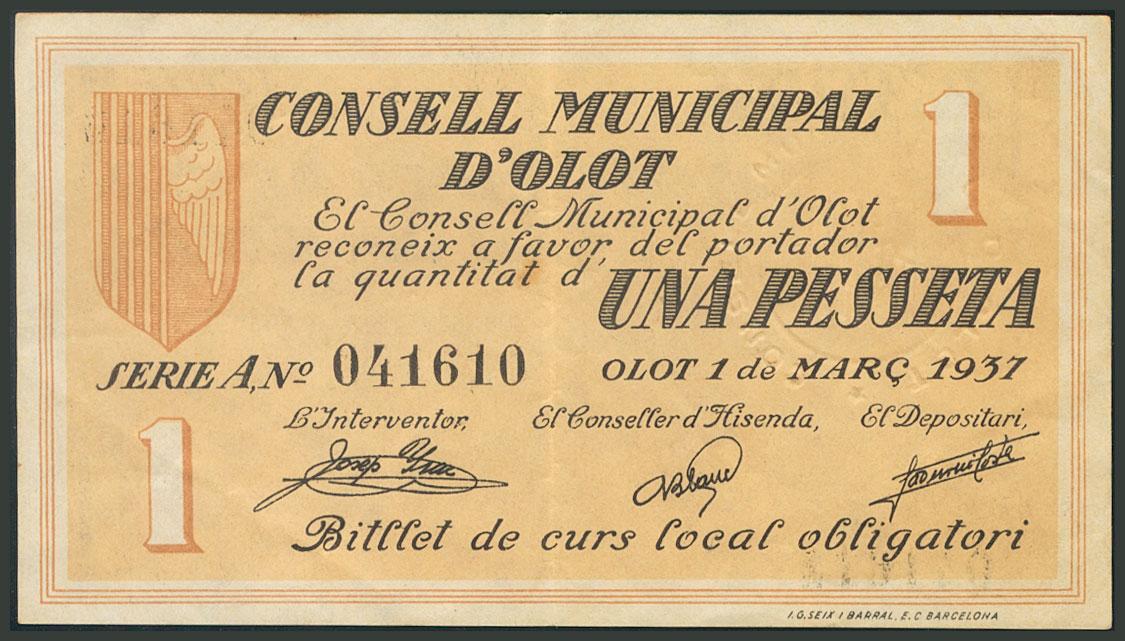 CONSELL MUNICIPAL
D'OLOT
1
El Consell Municipal d'Olot
reconeix a favor del portador
la quantitat d'
UNA PESSETA
SERIE A, Nº 041610
OLOT 1 de MARÇ 1937
L'Interventor,
El Conseller d'Hisenda,
El Depositari,
1
Bitllet de curs local obligatori
I.G. SEIX I BARRAL, E.C BARCELONA